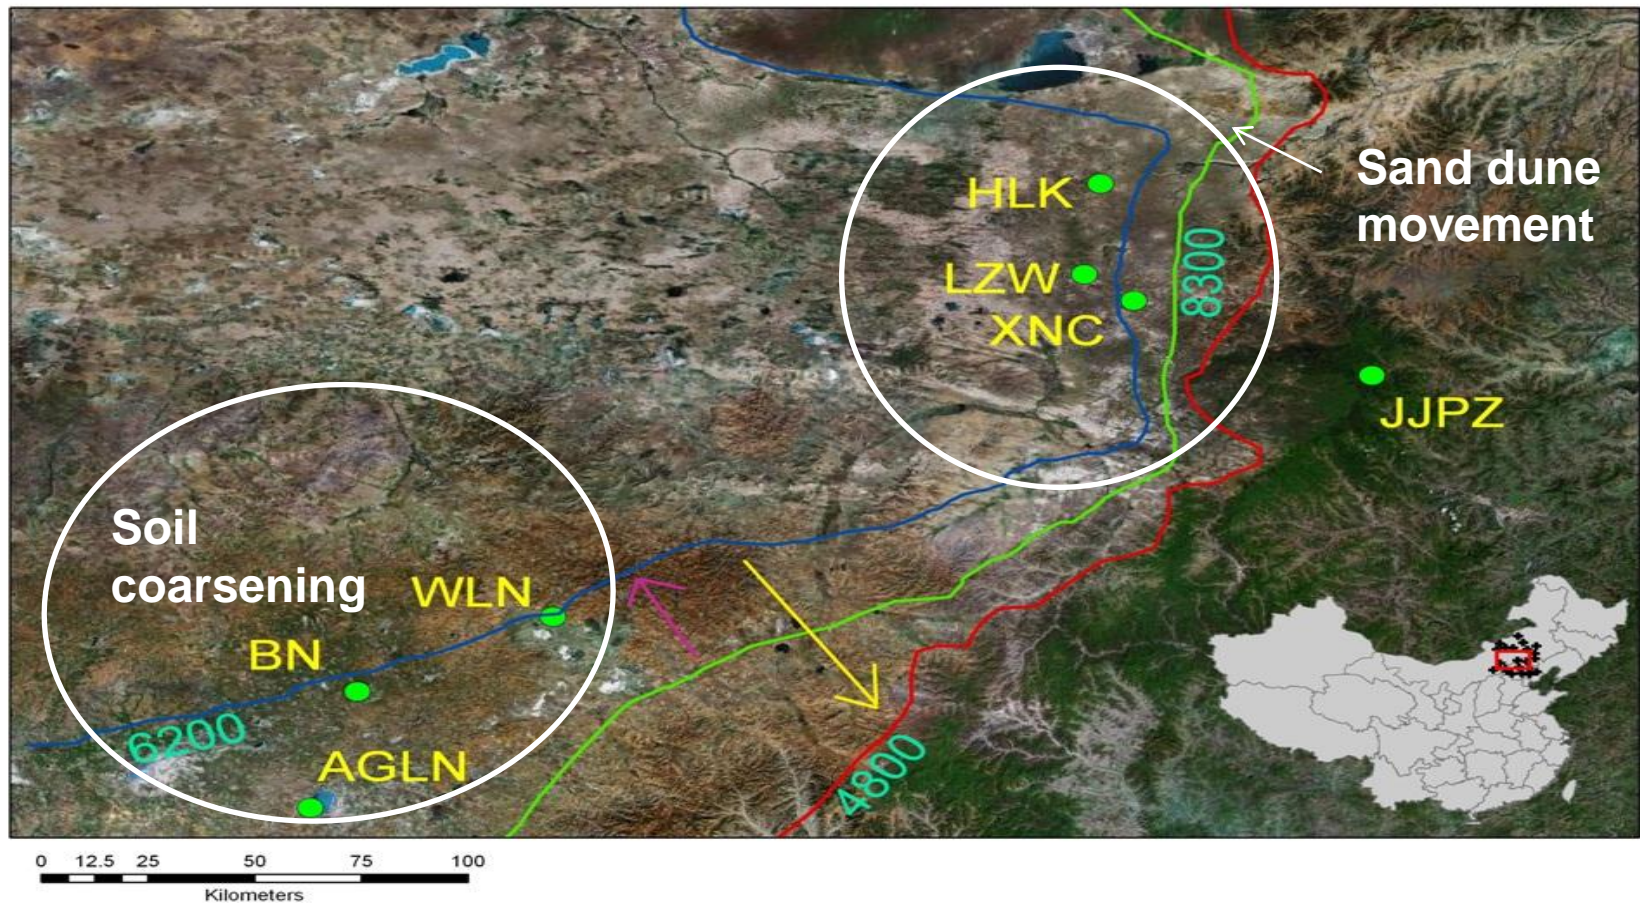 HLK
Sand dune
movement
LZW
8300
XNC
JJPZ
Soil
coarsening
WLN
BN
6200
AGLN
4800
0 12.5 25 50 75 100
Kilometers